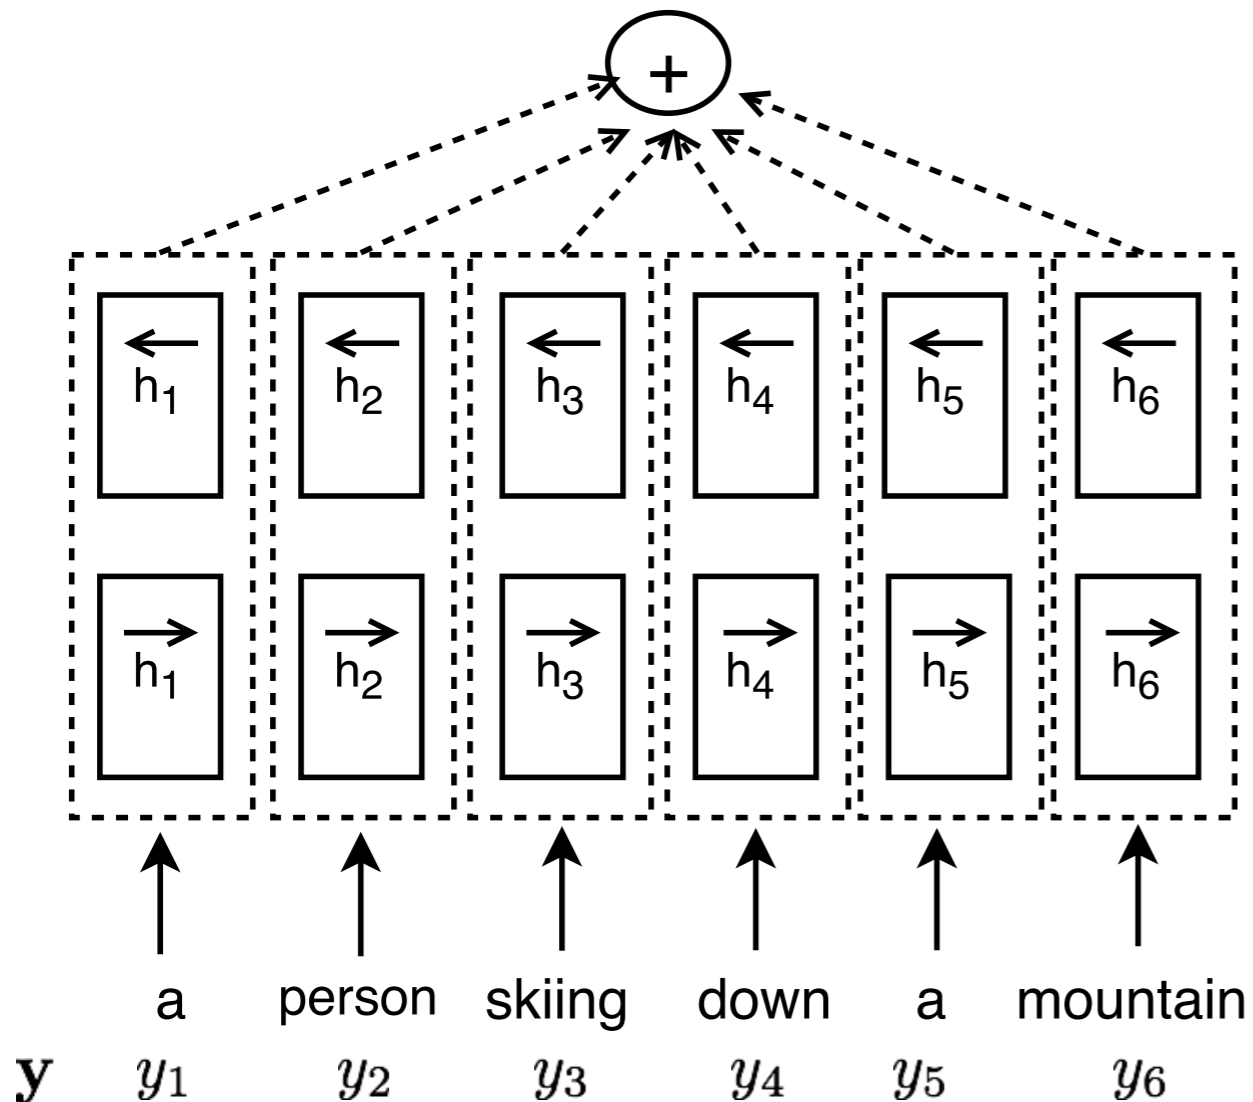 +
h1 h2 h3 h4 h5 h6
h1 h2 h3 h4 h5 h6
a person skiing down a mountain
y y1 y2 y3 y4 y5 y6